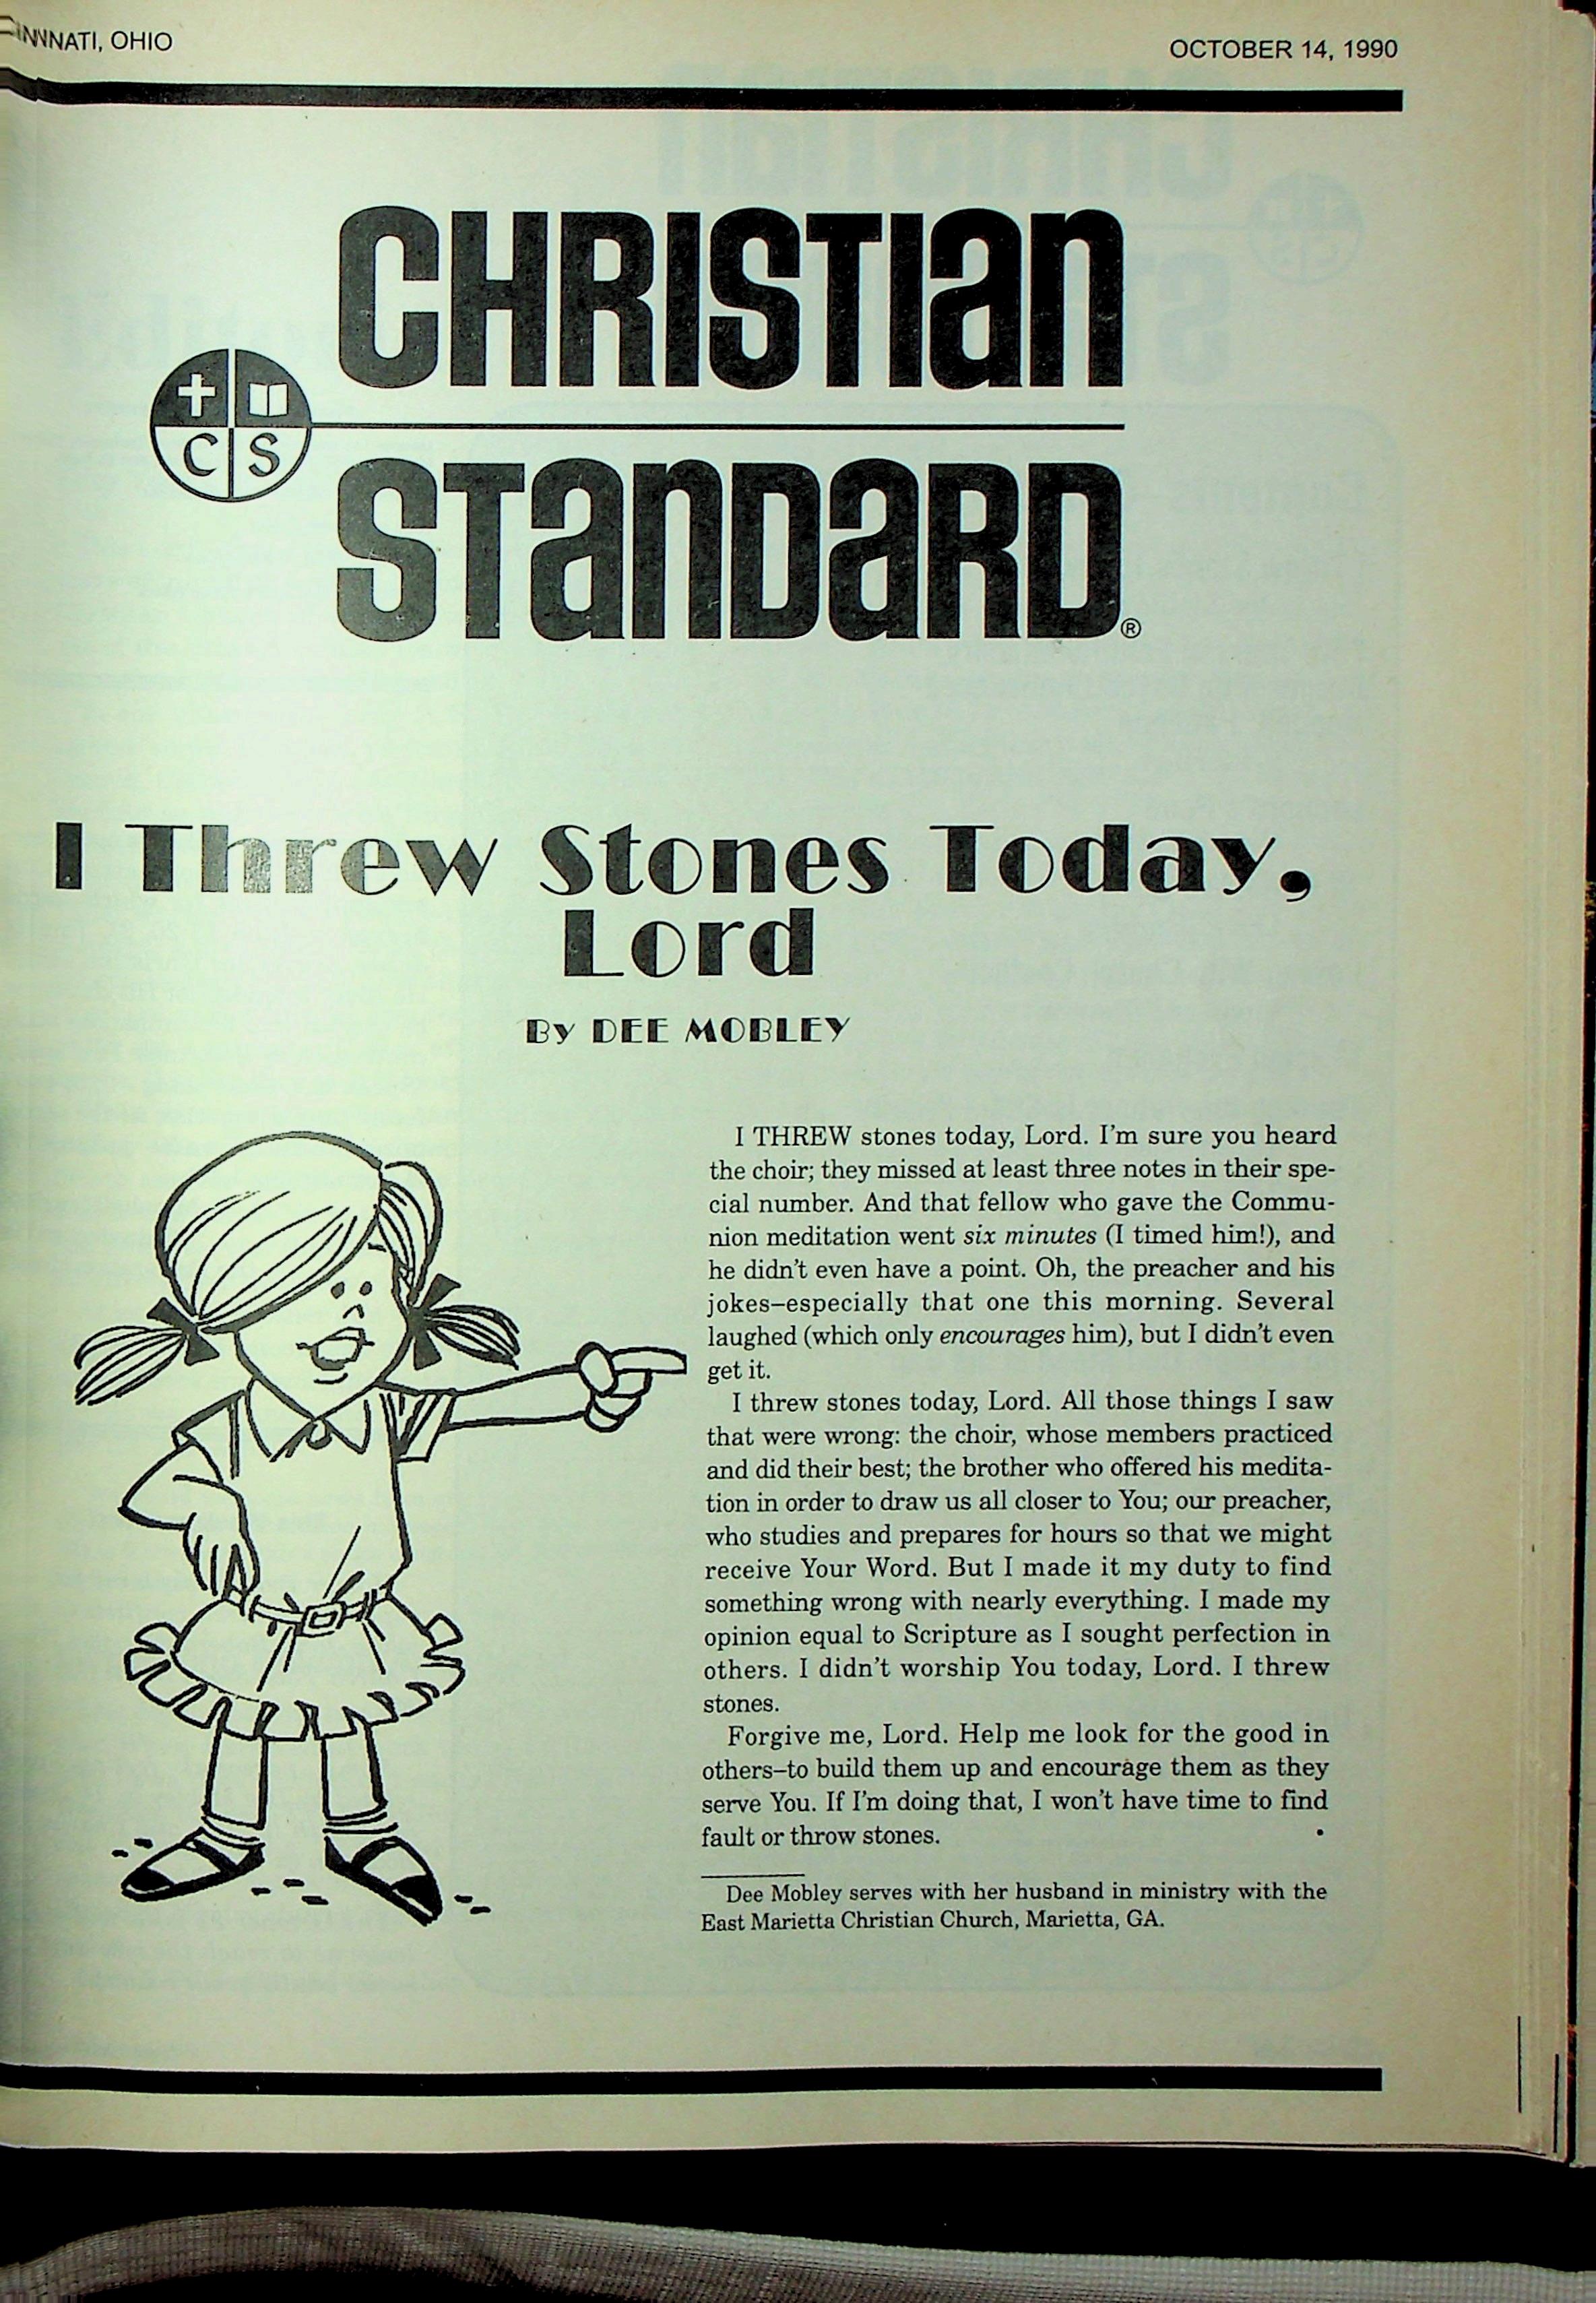 CINNNATI, OHIO
OCTOBER 14, 1990
CHRISTIAN
C S
STANDARD®
I Threw Stones Today,
Lord
By DEE MOBLEY
I THREW stones today, Lord. I'm sure you heard
the choir; they missed at least three notes in their spe-
cial number. And that fellow who gave the Commu-
nion meditation went six minutes (I timed him!), and
he didn't even have a point. Oh, the preacher and his
jokes–especially that one this morning. Several
laughed (which only encourages him), but I didn't even
get it.
I threw stones today, Lord. All those things I saw
that were wrong: the choir, whose members practiced
and did their best; the brother who offered his medita-
tion in order to draw us all closer to You; our preacher,
who studies and prepares for hours so that we might
receive Your Word. But I made it my duty to find
something wrong with nearly everything. I made my
opinion equal to Scripture as I sought perfection in
others. I didn't worship You today, Lord. I threw
stones.
Forgive me, Lord. Help me look for the good in
others–to build them up and encourage them as they
serve You. If I'm doing that, I won't have time to find
fault or throw stones. •
Dee Mobley serves with her husband in ministry with the
East Marietta Christian Church, Marietta, GA.